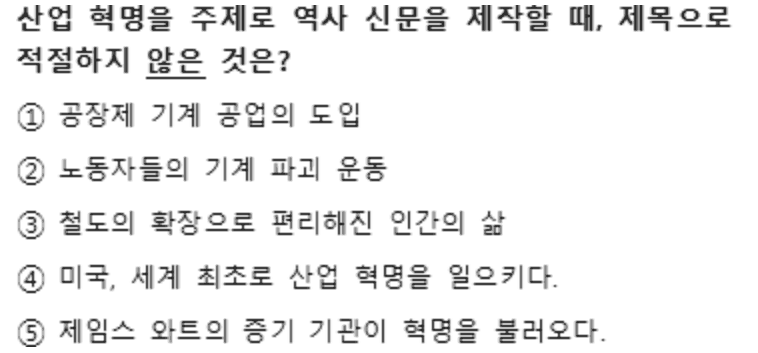 산업 혁명을 주제로 역사 신문을 제작할 때, 제목으로
적절하지 않은 것은?
① 공장제 기계 공업의 도입
② 노동자들의 기계 파괴 운동
③ 철도의 확장으로 편리해진 인간의 삶
④ 미국, 세계 최초로 산업 혁명을 일으키다.
⑤ 제임스 와트의 증기 기관이 혁명을 불러오다.